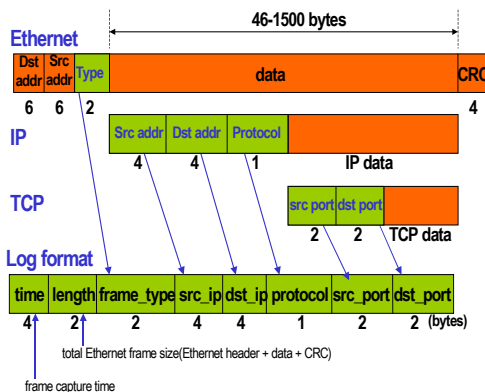 46-1500 bytes
Ethernet
Dst addr
Src addr
Type
data
CRC
6 6 2 4
IP
Src addr Dst addr Protocol
4 4 1 IP data
TCP
src port dst port
2 2 TCP data
Log format
time length frame_type src_ip dst_ip protocol src_port dst_port
4 2 2 4 4 1 2 2 (bytes)
total Ethernet frame size(Ethernet header + data + CRC)
frame capture time